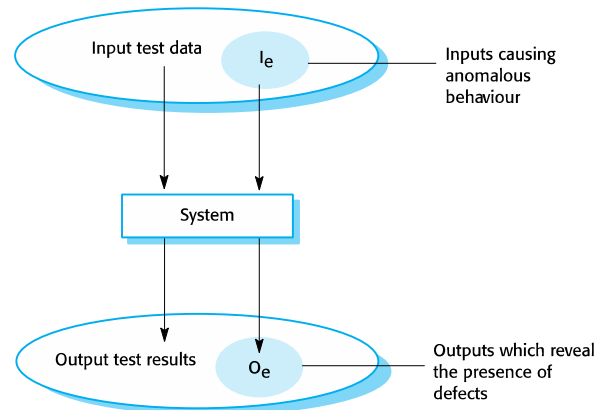 Input test data
Ie
Inputs causing
anomalous
behaviour
System
Output test results
Oe
Outputs which reveal
the presence of
defects